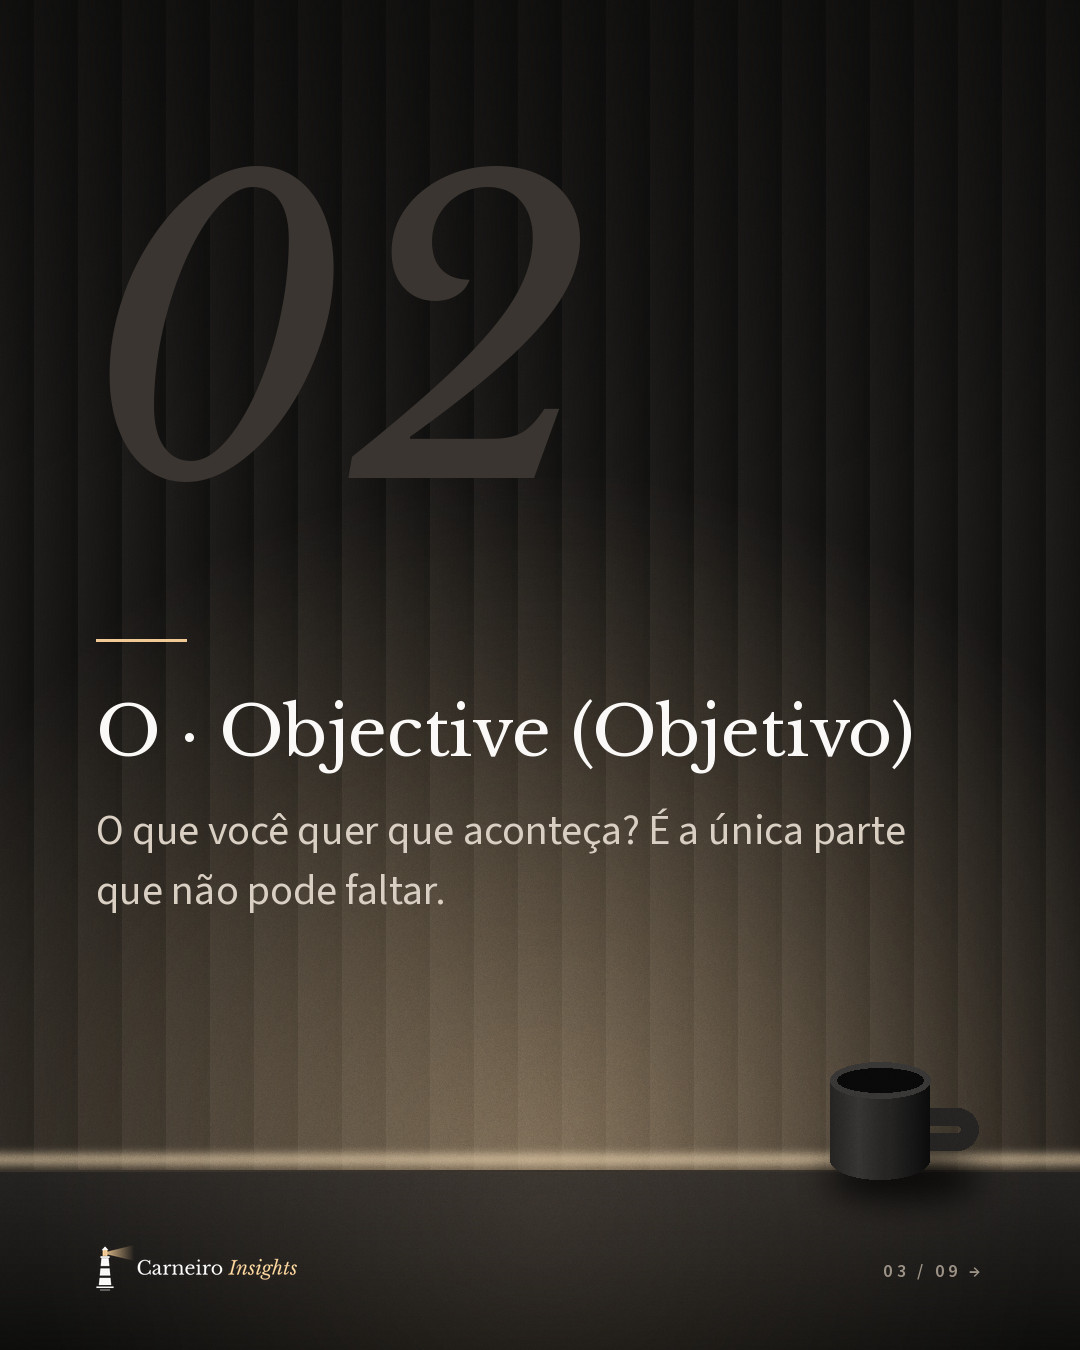 02
O · Objective (Objetivo)
O que você quer que aconteça? É a única parte
que não pode faltar.
Carneiro Insights
03 / 09 →